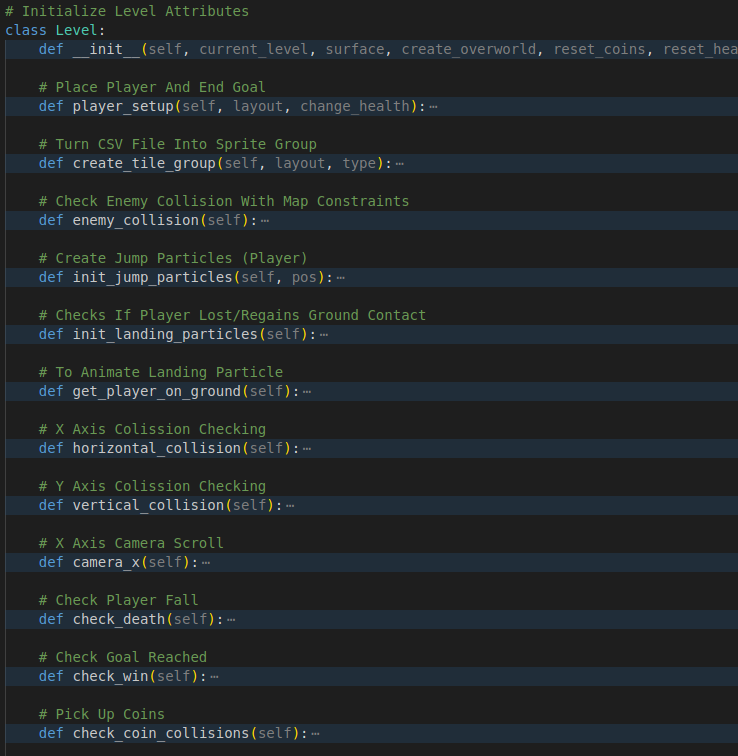 # Initialize Level Attributes
class Level:
def __init__(self, current_level, surface, create_overworld, reset_coins, reset_hea
# Place Player And End Goal
def player_setup(self, layout, change_health):⋯
# Turn CSV File Into Sprite Group
def create_tile_group(self, layout, type):⋯
# Check Enemy Collision With Map Constraints
def enemy_collision(self):⋯
# Create Jump Particles (Player)
def init_jump_particles(self, pos):⋯
# Checks If Player Lost/Regains Ground Contact
def init_landing_particles(self):⋯
# To Animate Landing Particle
def get_player_on_ground(self):⋯
# X Axis Colission Checking
def horizontal_collision(self):⋯
# Y Axis Colission Checking
def vertical_collision(self):⋯
# X Axis Camera Scroll
def camera_x(self):⋯
# Check Player Fall
def check_death(self):⋯
# Check Goal Reached
def check_win(self):⋯
# Pick Up Coins
def check_coin_collisions(self):⋯